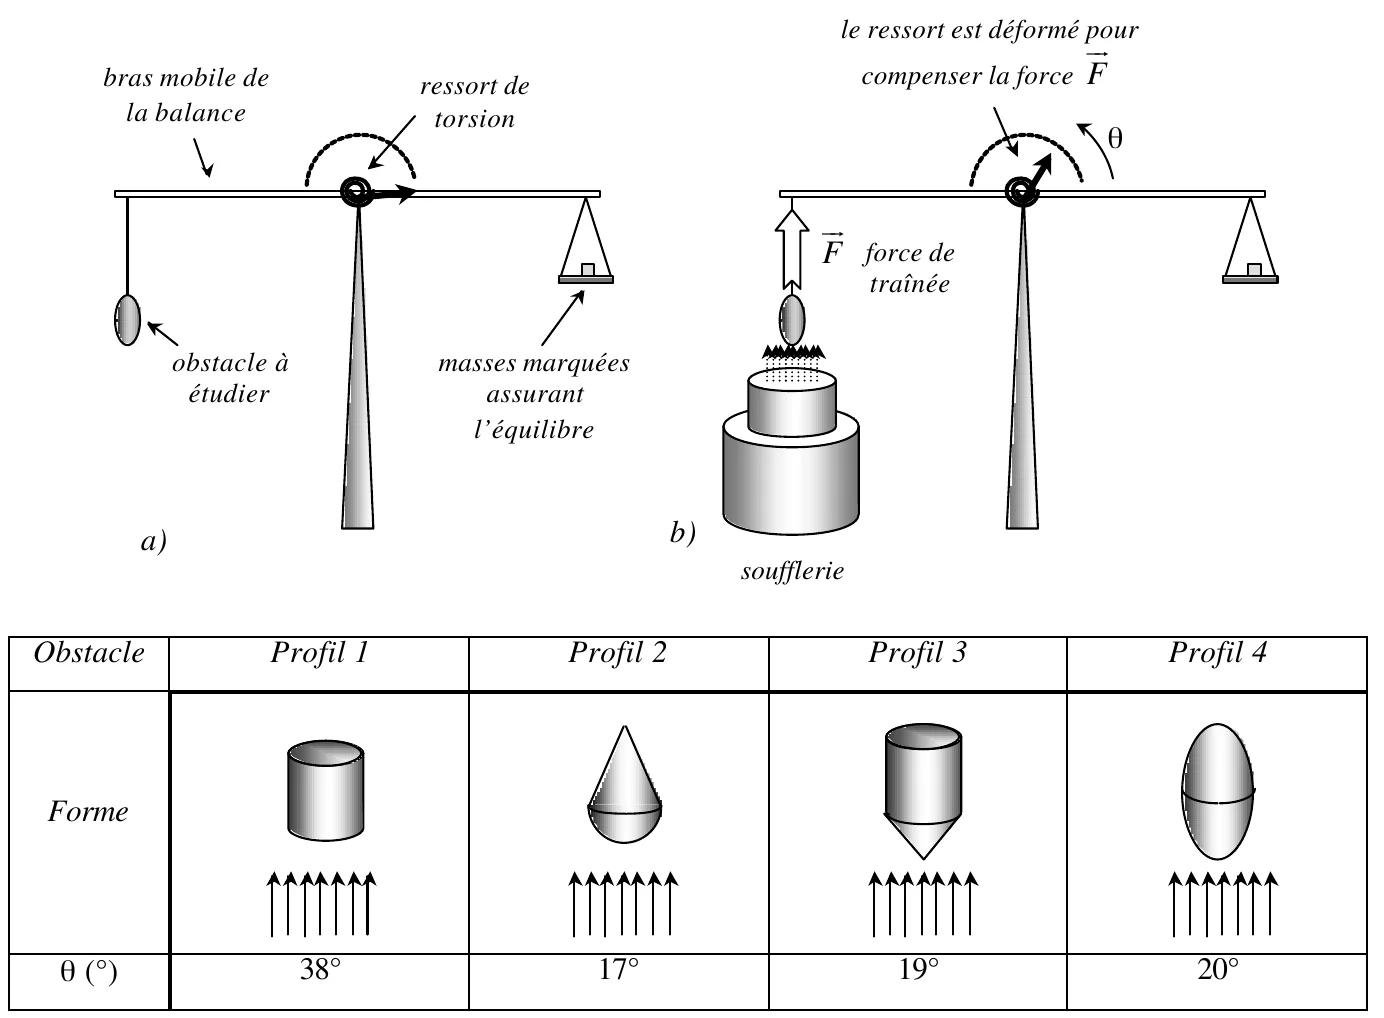 le ressort est déformé pour
compenser la force F
bras mobile de
la balance
ressort de
torsion
θ
F force de
traînée
obstacle à
étudier
masses marquées
assurant
l'équilibre
a)
b)
soufflerie
Obstacle Profil 1 Profil 2 Profil 3 Profil 4
Forme
θ (°) 38° 17° 19° 20°